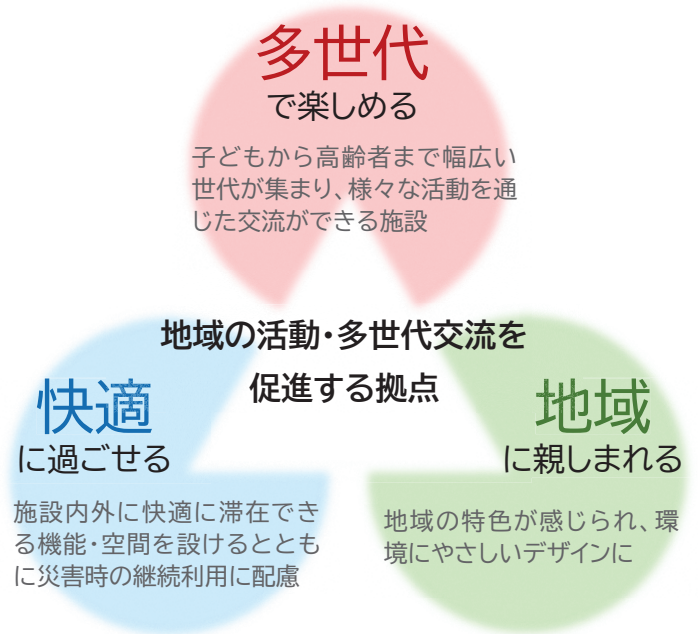 多世代
で楽しめる
子どもから高齢者まで幅広い
世代が集まり、様々な活動を通
じた交流ができる施設
地域の活動・多世代交流を
促進する拠点
快適
に過ごせる
施設内外に快適に滞在でき
る機能・空間を設けるととも
に災害時の継続利用に配慮
地域
に親しまれる
地域の特色が感じられ、環
境にやさしいデザインに